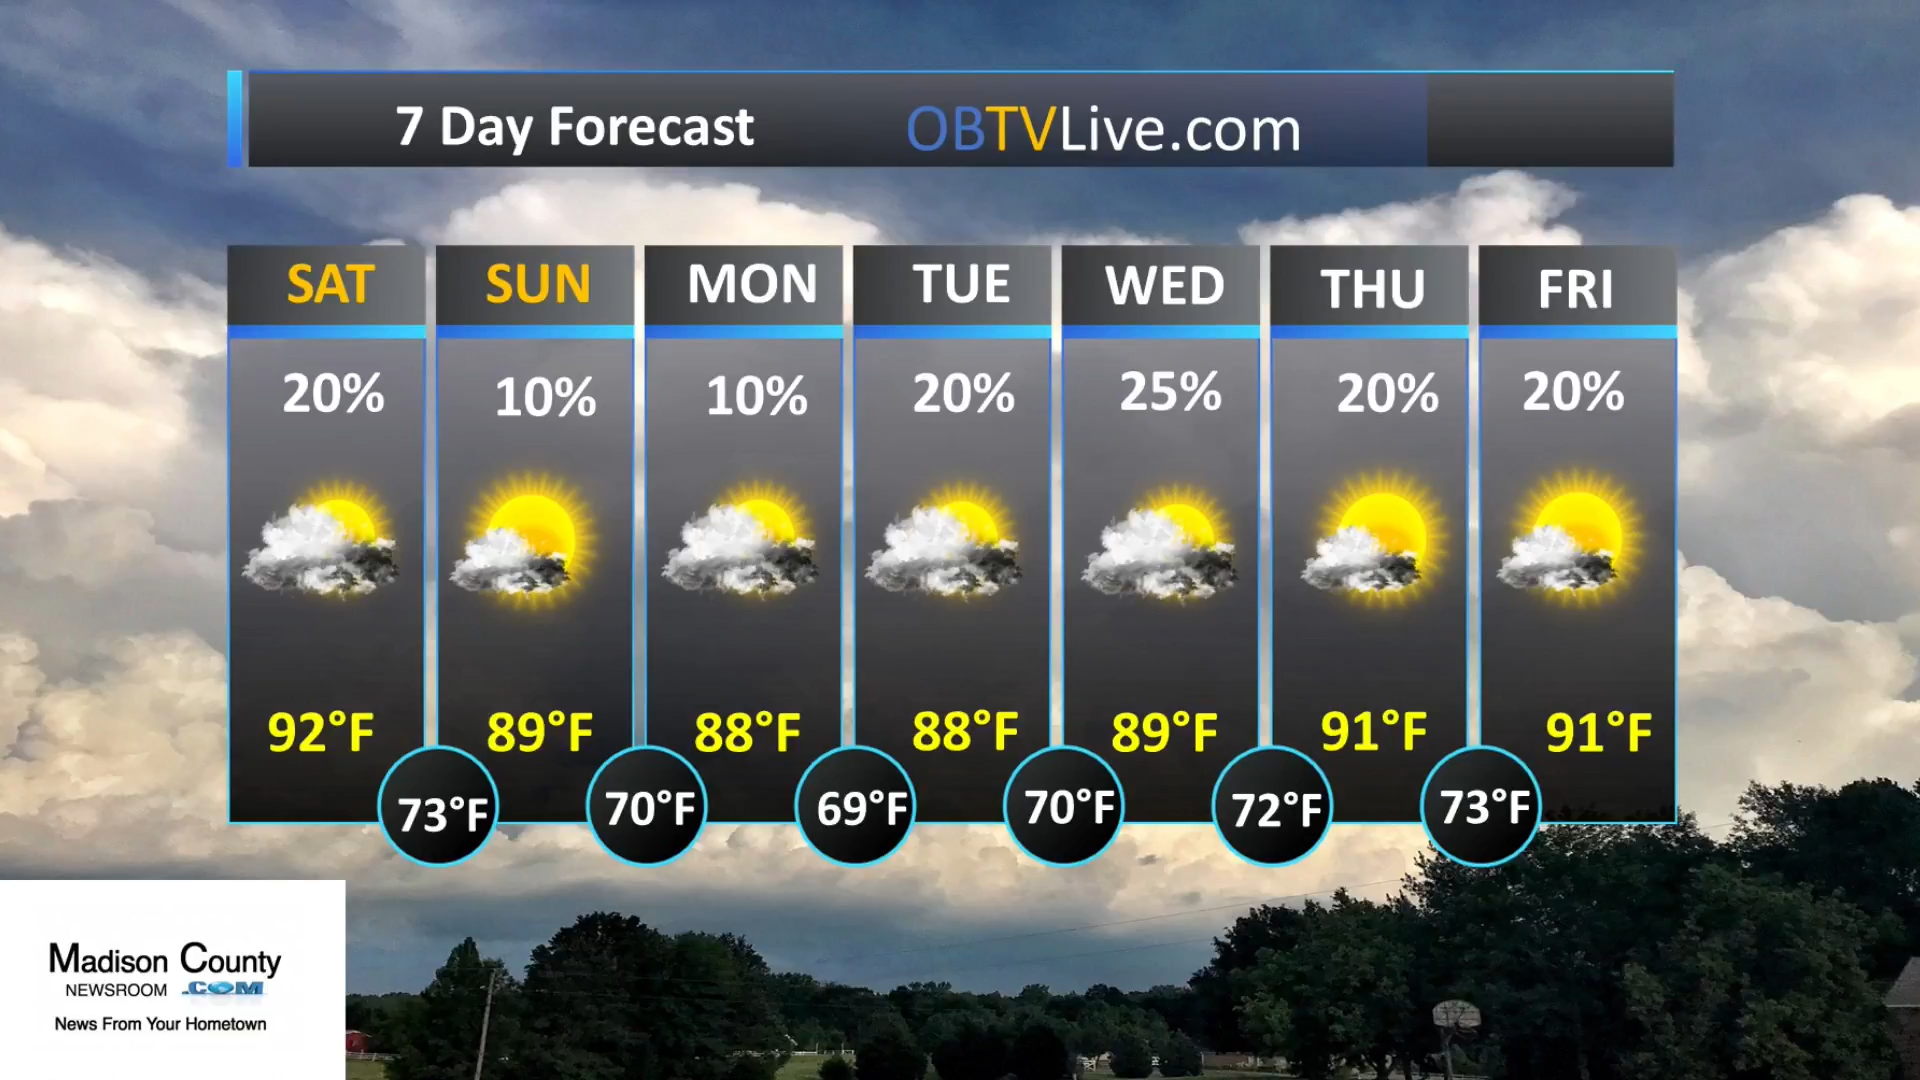 7 Day Forecast OBTVLive.com
SAT SUN MON TUE WED THU FRI
20% 10% 10% 20% 25% 20% 20%
92°F 89°F 88°F 88°F 89°F 91°F 91°F
73°F 70°F 69°F 70°F 72°F 73°F
Madison County
NEWSROOM .COM
News From Your Hometown